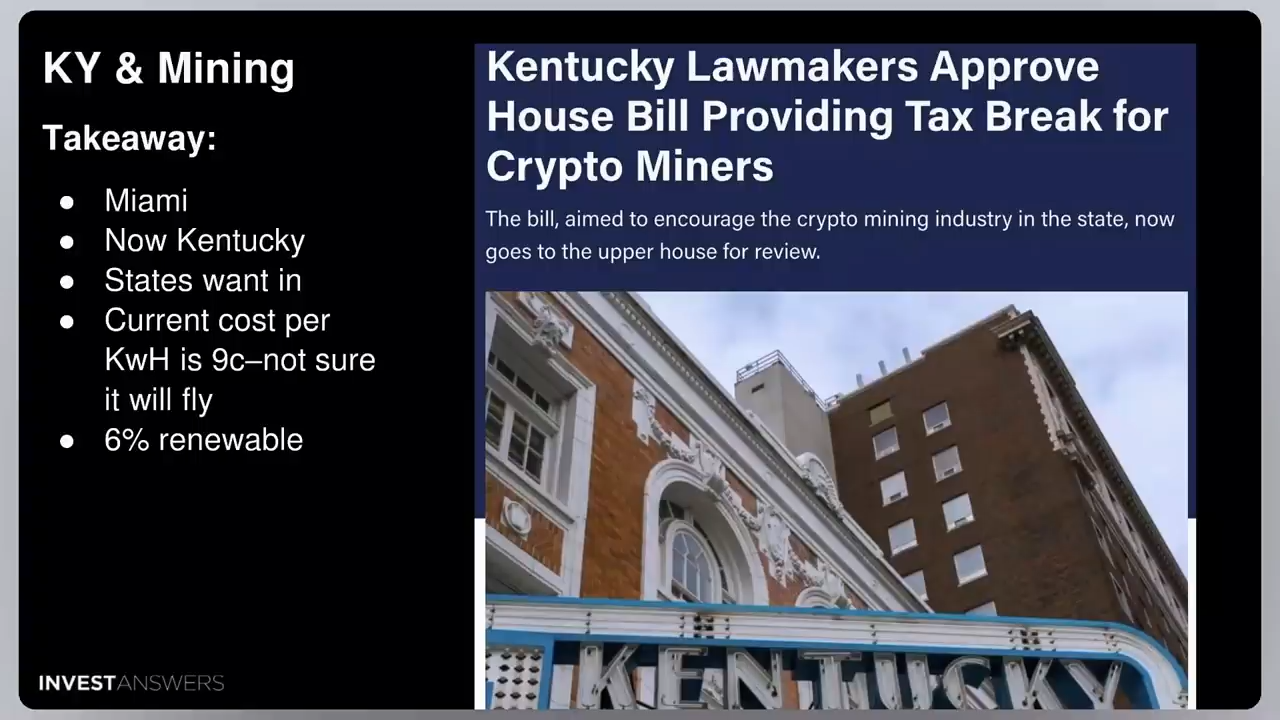 KY & Mining
Takeaway:
● Miami
● Now Kentucky
● States want in
● Current cost per
KwH is 9c–not sure
it will fly
● 6% renewable
INVESTANSWERS
Kentucky Lawmakers Approve
House Bill Providing Tax Break for
Crypto Miners
The bill, aimed to encourage the crypto mining industry in the state, now
goes to the upper house for review.
KENTUCKY